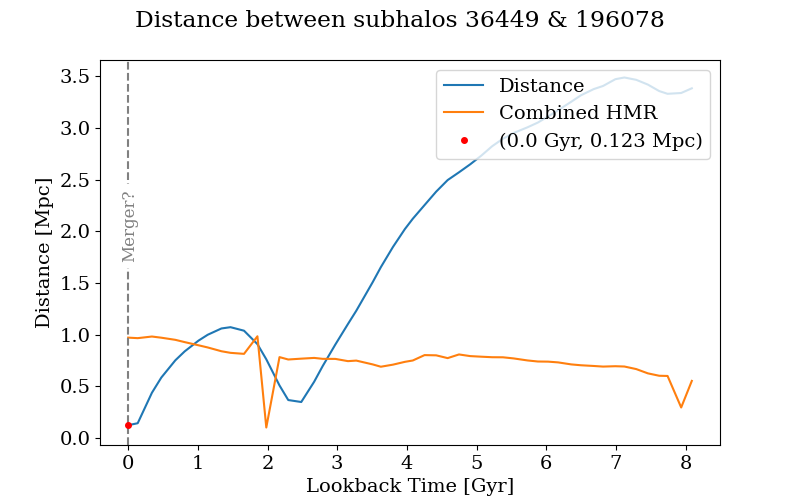 Distance between subhalos 36449 & 196078
Distance [Mpc]
3.5
3.0
2.5
2.0
1.5
1.0
0.5
0.0
Merger?
Distance
Combined HMR
(0.0 Gyr, 0.123 Mpc)
0 1 2 3 4 5 6 7 8
Lookback Time [Gyr]